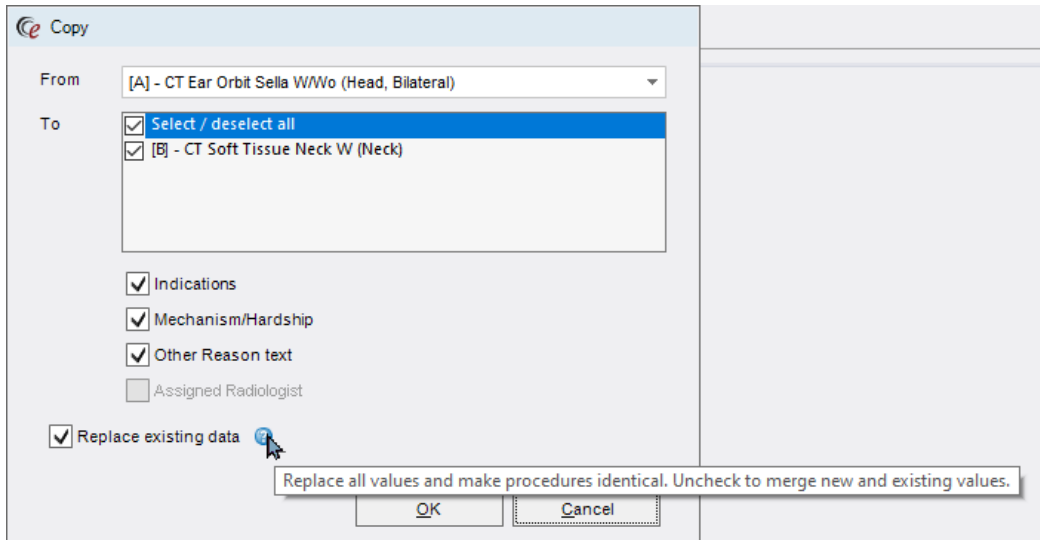 Copy
From [A] - CT Ear Orbit Sella W/Wo (Head, Bilateral)
To Select / deselect all
[B] - CT Soft Tissue Neck W (Neck)
Indications
Mechanism/Hardship
Other Reason text
Assigned Radiologist
Replace existing data
Replace all values and make procedures identical. Uncheck to merge new and existing values.
OK Cancel